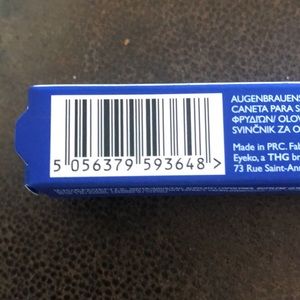 AUGENBRAUENS
CANETA PARA S
ΦΡΥΔΙΩΝ/ OLOV
SVINČNIK ZA O
Made in PRC. Fab
Eyeko, a THG br
73 Rue Saint-Ann
5 056379 593648 >